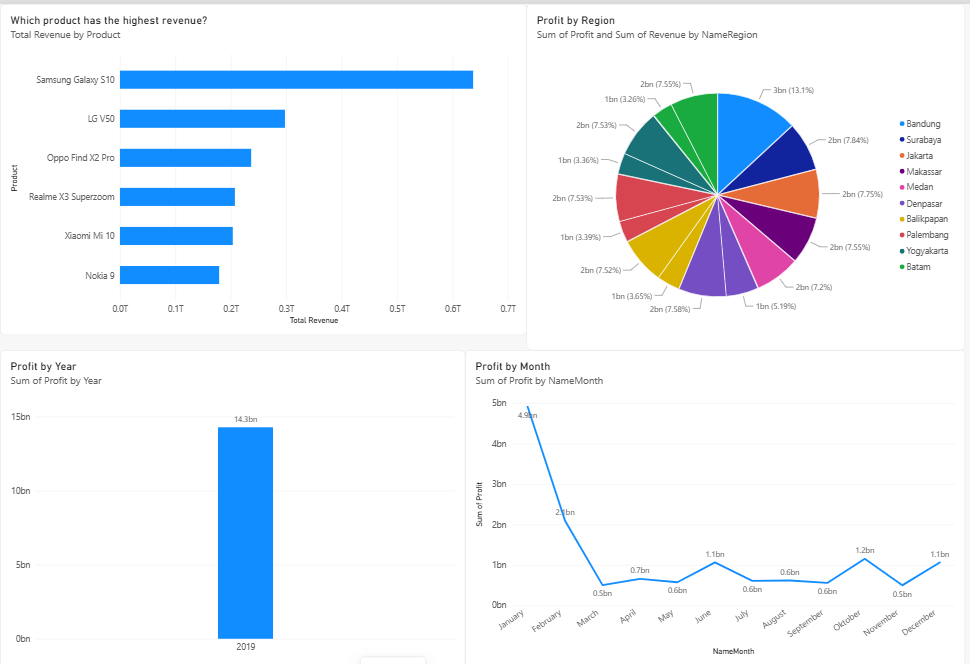 Which product has the highest revenue?
Total Revenue by Product
Product
Samsung Galaxy S10
LG V50
Oppo Find X2 Pro
Realme X3 Superzoom
Xiaomi Mi 10
Nokia 9
0.0T 0.1T 0.2T 0.3T 0.4T 0.5T 0.6T 0.7T
Total Revenue
Profit by Region
Sum of Profit and Sum of Revenue by NameRegion
3bn (13.1%)
2bn (7.84%)
2bn (7.75%)
2bn (7.55%)
2bn (7.2%)
1bn (5.19%)
2bn (7.58%)
1bn (3.65%)
2bn (7.52%)
1bn (3.39%)
2bn (7.53%)
1bn (3.36%)
2bn (7.53%)
1bn (3.26%)
2bn (7.55%)
Bandung
Surabaya
Jakarta
Makassar
Medan
Denpasar
Balikpapan
Palembang
Yogyakarta
Batam
Profit by Year
Sum of Profit by Year
15bn
10bn
5bn
0bn
14.3bn
2019
Profit by Month
Sum of Profit by NameMonth
Sum of Profit
5bn
4bn
3bn
2bn
1bn
0bn
4.9bn
2.1bn
0.5bn
0.7bn
0.6bn
1.1bn
0.6bn
0.6bn
0.6bn
1.2bn
0.5bn
1.1bn
January February March April May June July August September Oktober November December
NameMonth